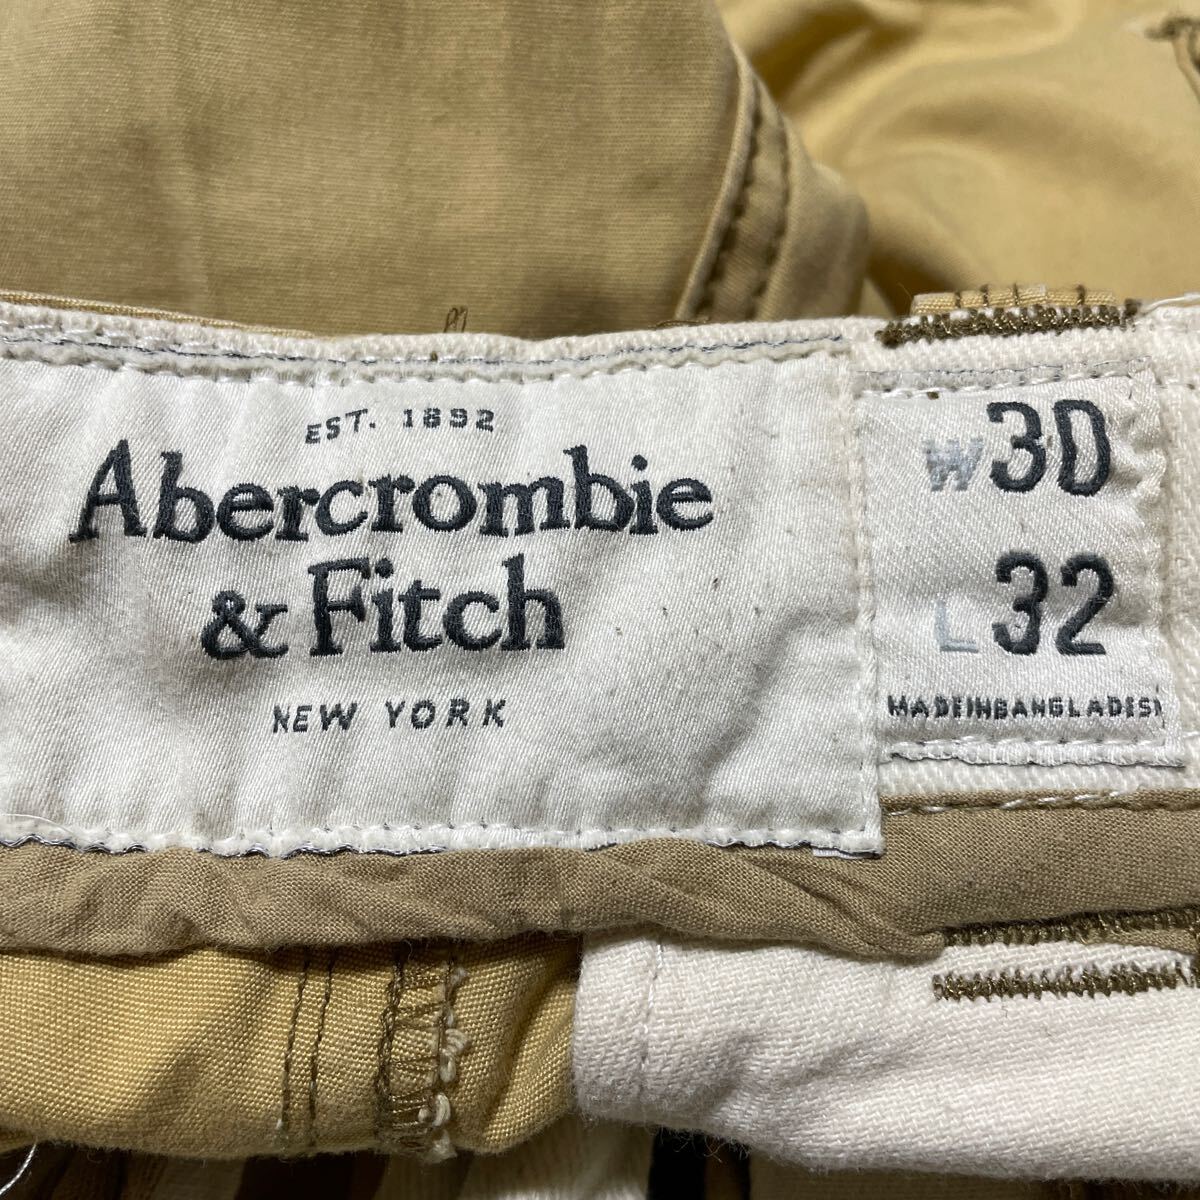 EST. 1892
Abercrombie
& Fitch
NEW YORK
W30
L32
MADEINBANGLADESH